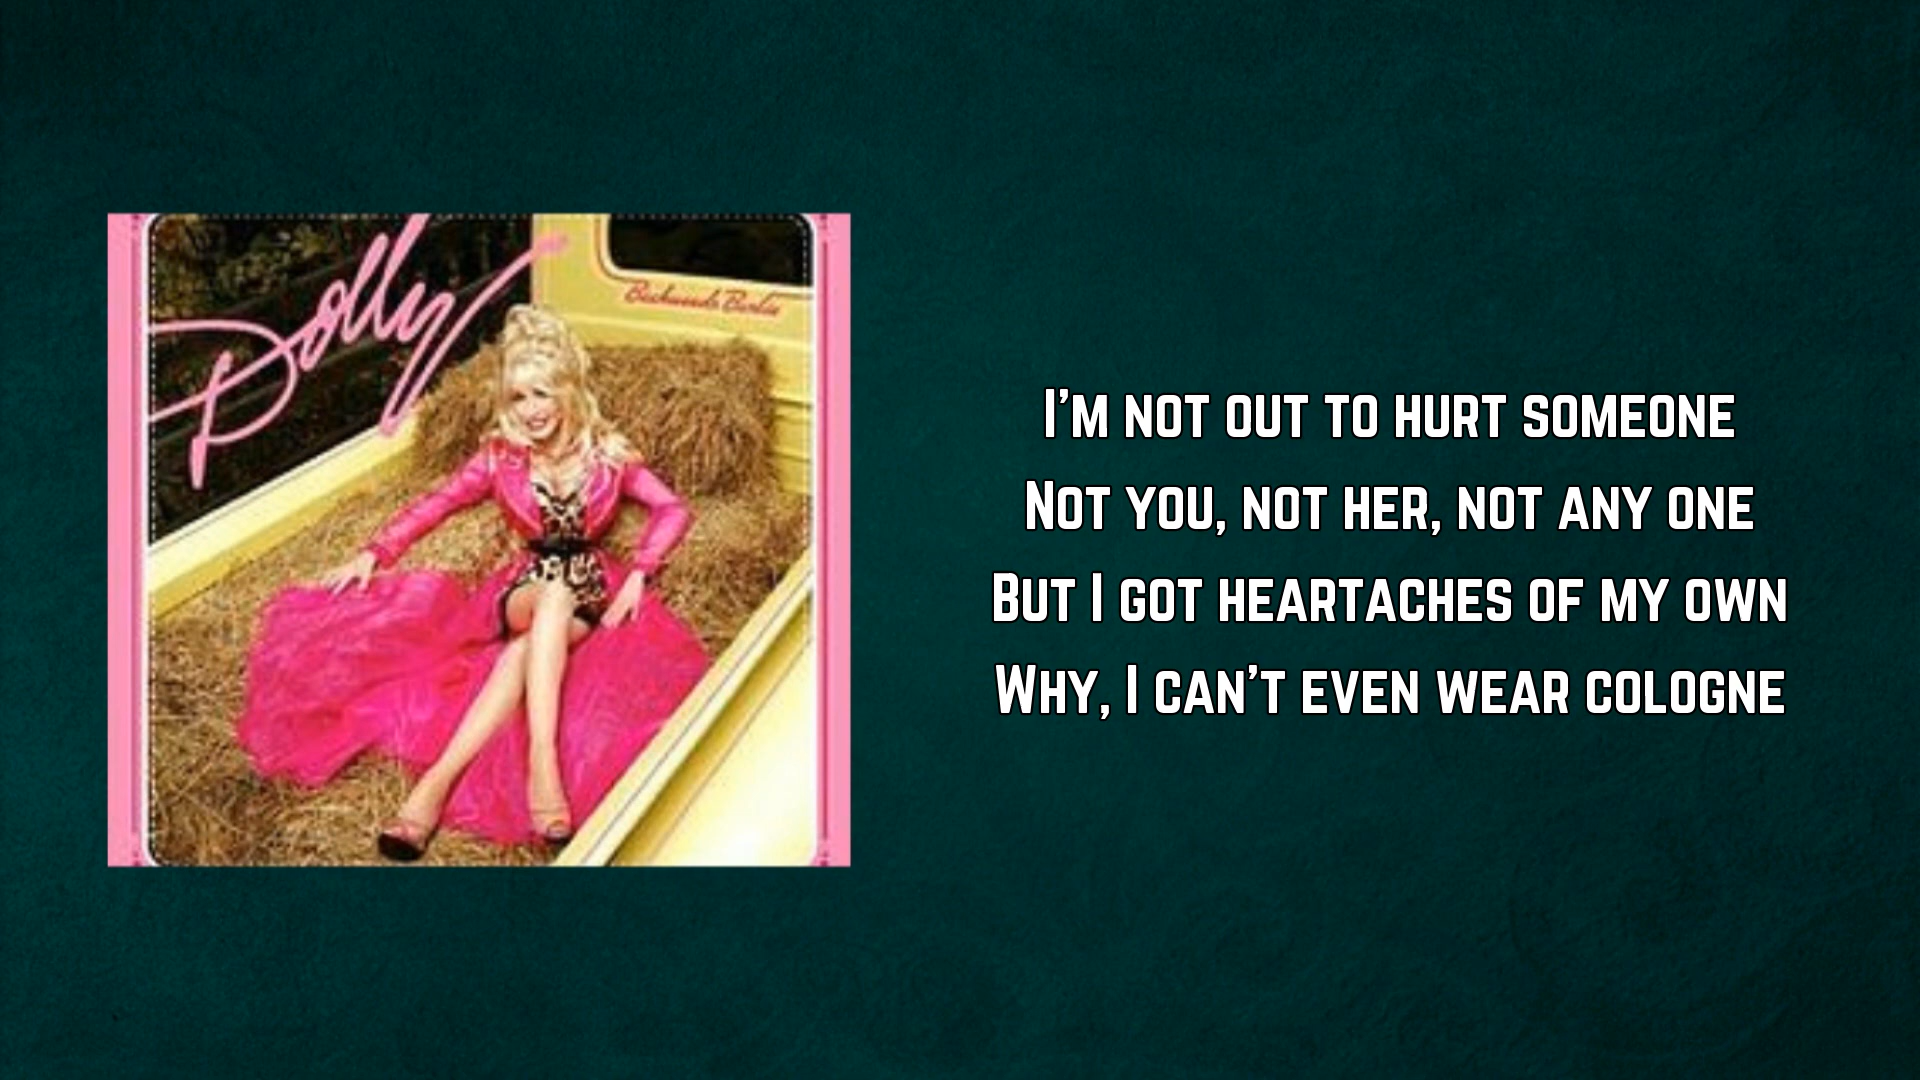 Dolly
Backwoods Barbie
I'm not out to hurt someone
Not you, not her, not any one
But I got heartaches of my own
Why, I can't even wear cologne